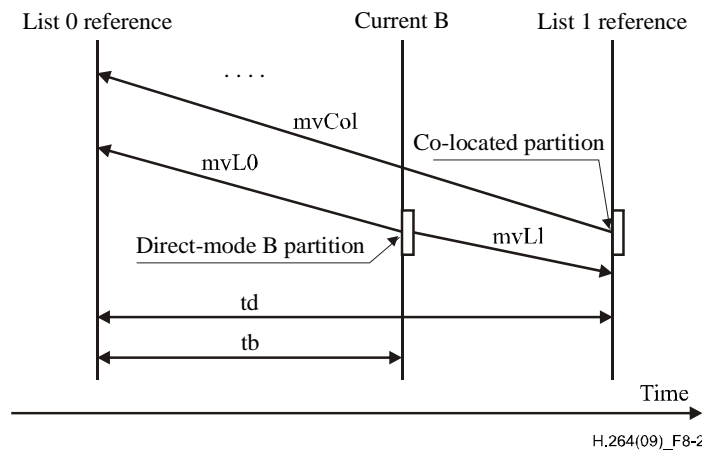 List 0 reference
Current B
List 1 reference
. . . .
mvCol
Co-located partition
mvL0
Direct-mode B partition
mvL1
td
tb
Time
H.264(09)_F8-2